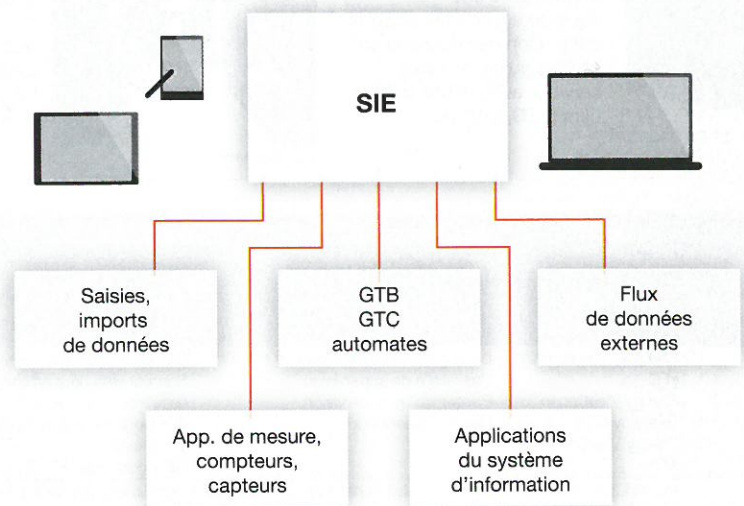 SIE
Saisies,
imports
de données
GTB
GTC
automates
Flux
de données
externes
App. de mesure,
compteurs,
capteurs
Applications
du système
d'information